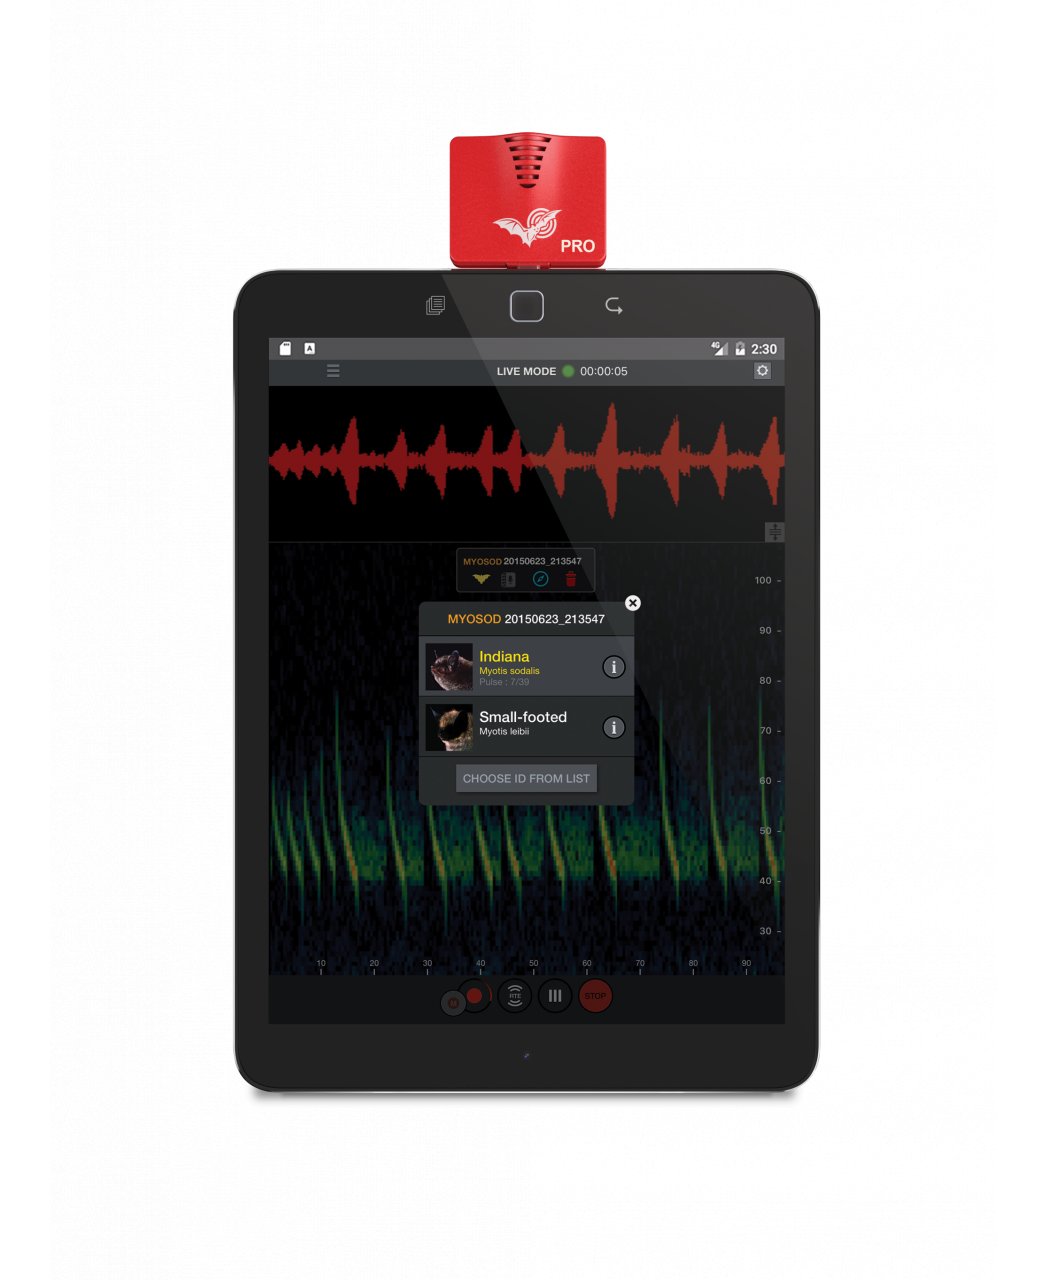 PRO
4G 2:30
LIVE MODE 00:00:05
MYOSOD 20150623_213547
MYOSOD 20150623_213547
Indiana
Myotis sodalis
Pulse : 7/39
Small-footed
Myotis leibii
CHOOSE ID FROM LIST
100
90
80
70
60
50
40
30
10 20 30 40 50 60 70 80 90
RTE STOP